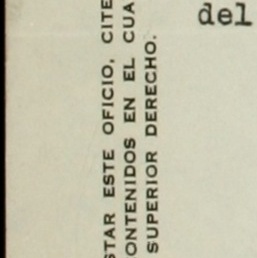 del
STAR ESTE OFICIO, CITE
ONTENIDOS EN EL CUA
SUPERIOR DERECHO.